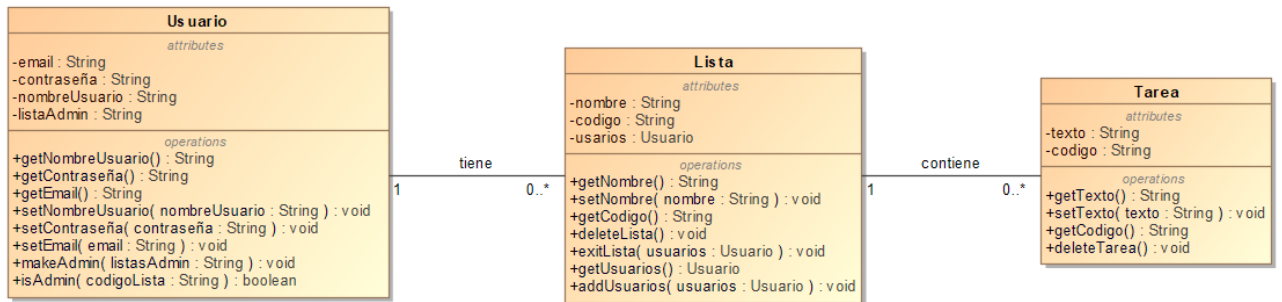 Usuario
attributes
-email : String
-contraseña : String
-nombreUsuario : String
-listaAdmin : String
operations
+getNombreUsuario() : String
+getContraseña() : String
+getEmail() : String
+setNombreUsuario( nombreUsuario : String ) : void
+setContraseña( contraseña : String ) : void
+setEmail( email : String ) : void
+makeAdmin( listasAdmin : String ) : void
+isAdmin( codigoLista : String ) : boolean
tiene
1
0..*
Lista
attributes
-nombre : String
-codigo : String
-usarios : Usuario
operations
+getNombre() : String
+setNombre( nombre : String ) : void
+getCodigo() : String
+deleteLista() : void
+exitLista( usuarios : Usuario ) : void
+getUsuarios() : Usuario
+addUsuarios( usuarios : Usuario ) : void
contiene
1
0..*
Tarea
attributes
-texto : String
-codigo : String
operations
+getTexto() : String
+setTexto( texto : String ) : void
+getCodigo() : String
+deleteTarea() : void